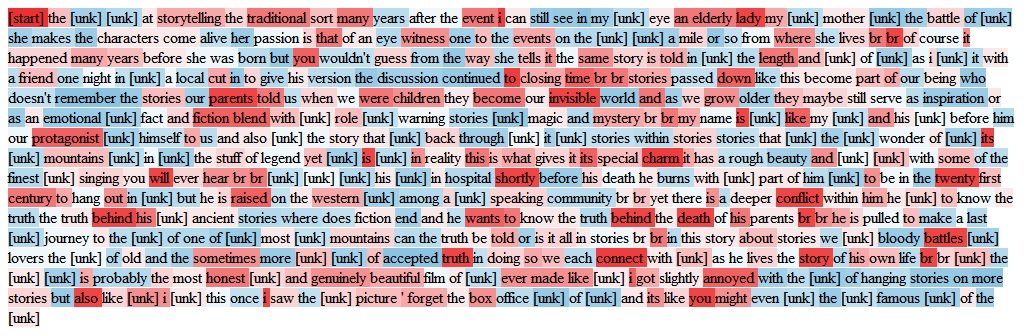 [start] the [unk] [unk] at storytelling the traditional sort many years after the event i can still see in my [unk] eye an elderly lady my [unk] mother [unk] the battle of [unk]
she makes the characters come alive her passion is that of an eye witness one to the events on the [unk] [unk] a mile or so from where she lives br br of course it
happened many years before she was born but you wouldn't guess from the way she tells it the same story is told in [unk] the length and [unk] of [unk] as i [unk] it with
a friend one night in [unk] a local cut in to give his version the discussion continued to closing time br br stories passed down like this become part of our being who
doesn't remember the stories our parents told us when we were children they become our invisible world and as we grow older they maybe still serve as inspiration or
as an emotional [unk] fact and fiction blend with [unk] role [unk] warning stories [unk] magic and mystery br br my name is [unk] like my [unk] and his [unk] before him
our protagonist [unk] himself to us and also [unk] the story that [unk] back through [unk] it [unk] stories within stories stories that [unk] the [unk] wonder of [unk] its
[unk] mountains [unk] in [unk] the stuff of legend yet [unk] is [unk] in reality this is what gives it its special charm it has a rough beauty and [unk] [unk] with some of the
finest [unk] singing you will ever hear br br [unk] [unk] [unk] his [unk] in hospital shortly before his death he burns with [unk] part of him [unk] to be in the twenty first
century to hang out in [unk] but he is raised on the western [unk] among a [unk] speaking community br br yet there is a deeper conflict within him he [unk] to know the
truth the truth behind his [unk] ancient stories where does fiction end and he wants to know the truth behind the death of his parents br br he is pulled to make a last
[unk] journey to the [unk] of one of [unk] most [unk] mountains can the truth be told or is it all in stories br br in this story about stories we [unk] bloody battles [unk]
lovers the [unk] of old and the sometimes more [unk] [unk] of accepted truth in doing so we each connect with [unk] as he lives the story of his own life br br [unk] the
[unk] [unk] is probably the most honest [unk] and genuinely beautiful film of [unk] ever made like [unk] i got slightly annoyed with the [unk] of hanging stories on more
stories but also like [unk] i [unk] this once i saw the [unk] picture ' forget the box office [unk] of [unk] and its like you might even [unk] the [unk] famous [unk] of the
[unk]